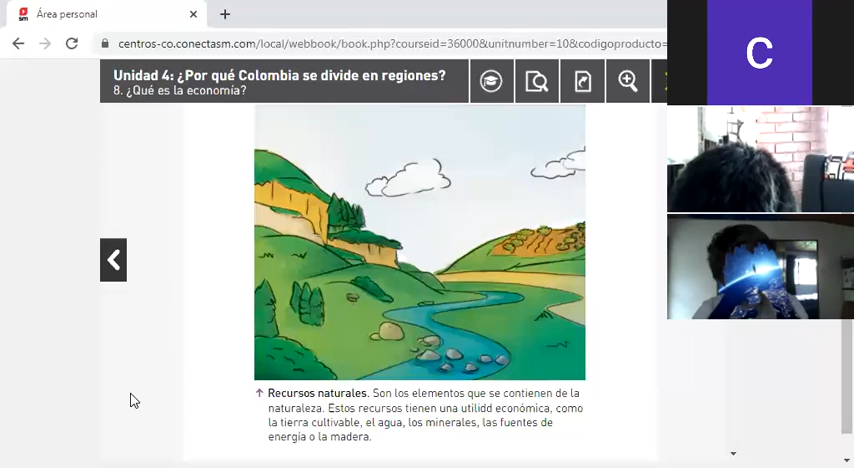 Área personal
centros-co.conectasm.com/local/webbook/book.php?courseid=36000&unitnumber=10&codigoproducto=
Unidad 4: ¿Por qué Colombia se divide en regiones?
8. ¿Qué es la economía?
C
Recursos naturales. Son los elementos que se contienen de la
naturaleza. Estos recursos tienen una utilidd económica, como
la tierra cultivable, el agua, los minerales, las fuentes de
energía o la madera.